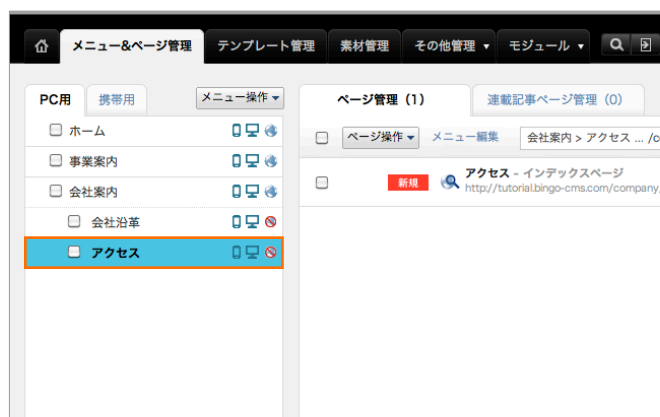 メニュー&ページ管理 テンプレート管理 素材管理 その他管理 ▼ モジュール ▼
PC用 携帯用 メニュー操作▼
ページ管理（1） 連載記事ページ管理（0）
ホーム
事業案内
会社案内
会社沿革
アクセス
ページ操作▼ メニュー編集 会社案内 > アクセス ... /c
新規
アクセス - インデックスページ
http://tutorial.bingo-cms.com/company/